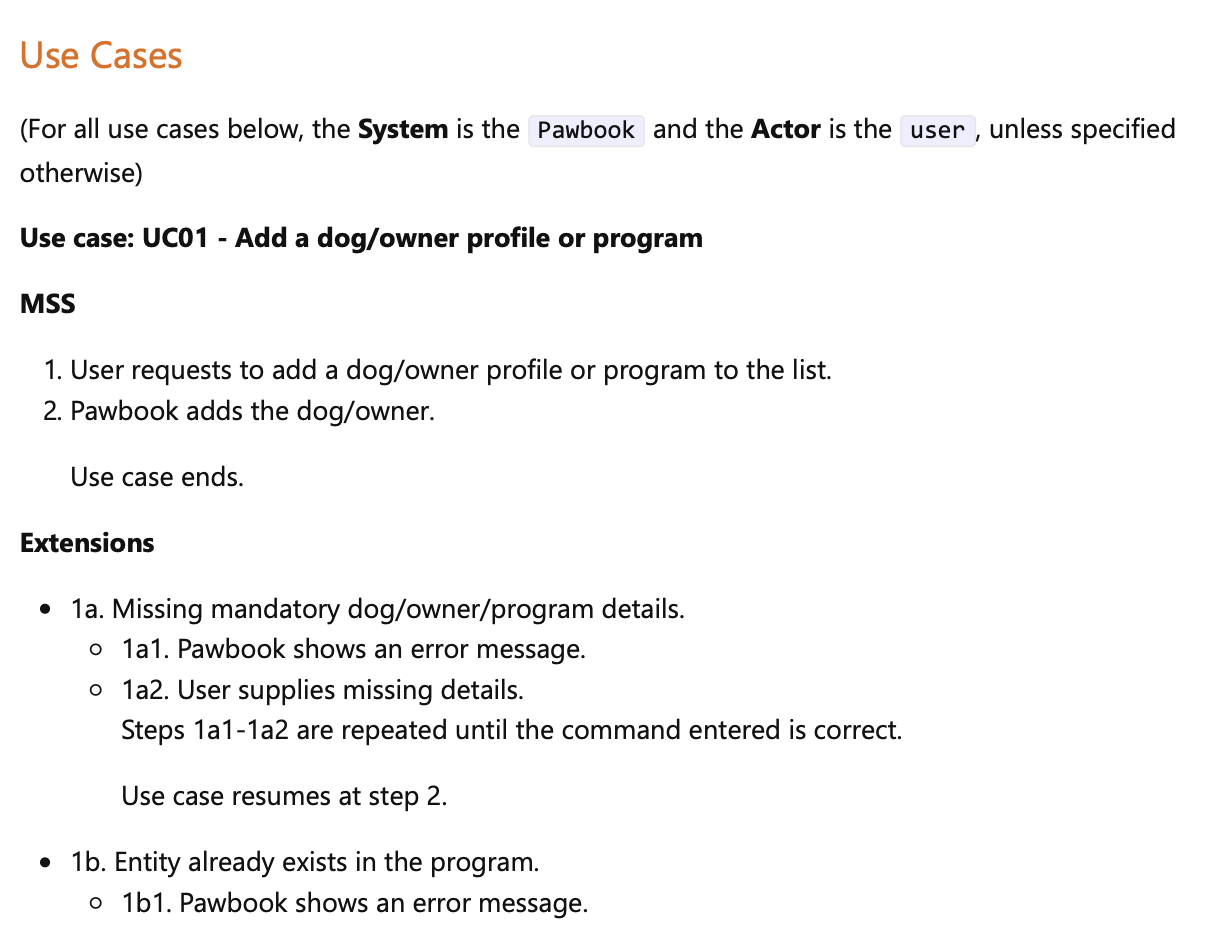 Use Cases
(For all use cases below, the System is the Pawbook and the Actor is the user, unless specified
otherwise)
Use case: UC01 - Add a dog/owner profile or program
MSS
1. User requests to add a dog/owner profile or program to the list.
2. Pawbook adds the dog/owner.
Use case ends.
Extensions
• 1a. Missing mandatory dog/owner/program details.
○ 1a1. Pawbook shows an error message.
○ 1a2. User supplies missing details.
Steps 1a1-1a2 are repeated until the command entered is correct.
Use case resumes at step 2.
• 1b. Entity already exists in the program.
○ 1b1. Pawbook shows an error message.